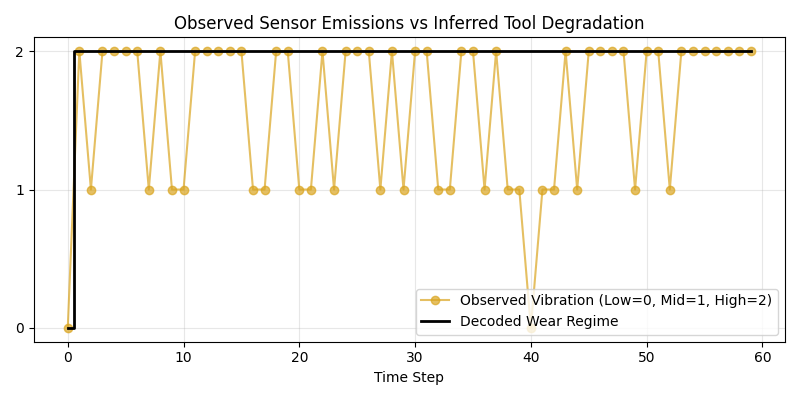 Observed Sensor Emissions vs Inferred Tool Degradation
2
1
0
Observed Vibration (Low=0, Mid=1, High=2)
Decoded Wear Regime
0 10 20 30 40 50 60
Time Step